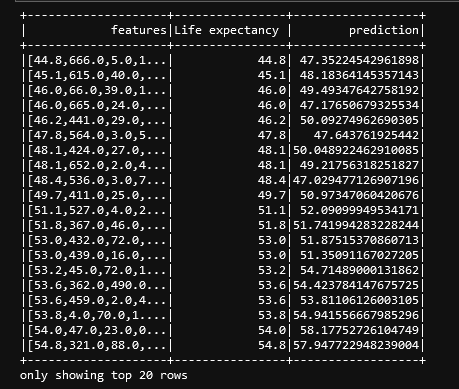 +--------------------+----------------+------------------+
|            features|Life expectancy |        prediction|
+--------------------+----------------+------------------+
|[44.8,666.0,5.0,1...|            44.8| 47.35224542961898|
|[45.1,615.0,40.0,...|            45.1| 48.18364145357143|
|[46.0,66.0,39.0,1...|            46.0| 49.49347642758192|
|[46.0,665.0,24.0,...|            46.0| 47.17650679325534|
|[46.2,441.0,29.0,...|            46.2| 50.09274962690305|
|[47.8,564.0,3.0,5...|            47.8|   47.643761925442|
|[48.1,424.0,27.0,...|            48.1|50.048922462910085|
|[48.1,652.0,2.0,4...|            48.1| 49.21756318251827|
|[48.4,536.0,3.0,7...|            48.4|47.029477126907196|
|[49.7,411.0,25.0,...|            49.7| 50.97347060420676|
|[51.1,527.0,4.0,2...|            51.1| 52.09099949534171|
|[51.8,367.0,46.0,...|            51.8|51.741994283228244|
|[53.0,432.0,72.0,...|            53.0| 51.87515370860713|
|[53.0,439.0,16.0,...|            53.0| 51.35091167027205|
|[53.2,45.0,72.0,1...|            53.2| 54.71489000131862|
|[53.6,362.0,490.0...|            53.6|54.423784147675725|
|[53.6,459.0,2.0,4...|            53.6| 53.81106126003105|
|[53.8,4.0,70.0,1....|            53.8|54.941556667985296|
|[54.0,47.0,23.0,0...|            54.0| 58.17752726104749|
|[54.8,321.0,88.0,...|            54.8|57.947722948239004|
+--------------------+----------------+------------------+
only showing top 20 rows